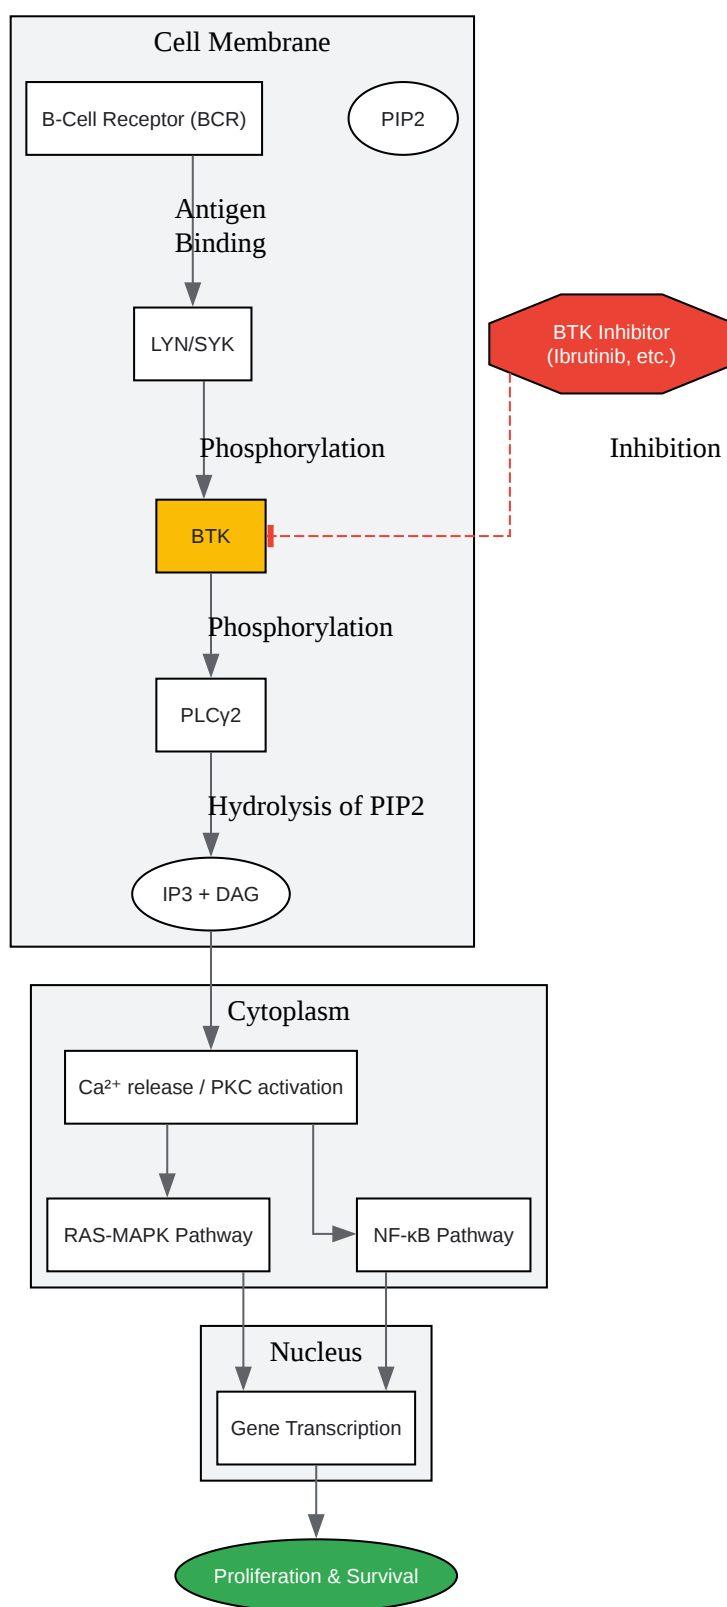 Cell Membrane
B-Cell Receptor (BCR)
PIP2
Antigen
Binding
LYN/SYK
BTK Inhibitor
(Ibrutinib, etc.)
Phosphorylation
Inhibition
BTK
Phosphorylation
PLCγ2
Hydrolysis of PIP2
IP3 + DAG
Cytoplasm
Ca²⁺ release / PKC activation
RAS-MAPK Pathway
NF-κB Pathway
Nucleus
Gene Transcription
Proliferation & Survival